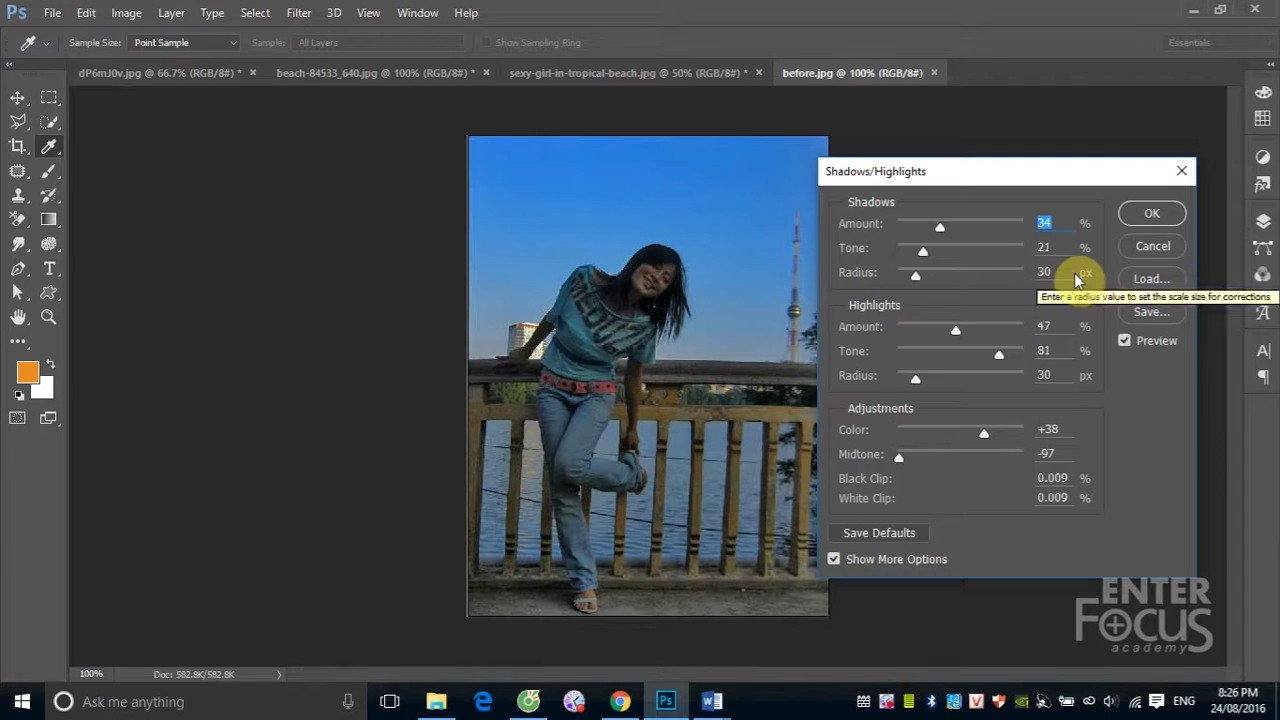 Ps File Edit Image Layer Type Select Filter 3D View Window Help
Sample Size: Point Sample Sample: All Layers Show Sampling Ring Essentials
dP6mJ0v.jpg @ 66.7% (RGB/8#) * beach-84533_640.jpg @ 100% (RGB/8#) * sexy-girl-in-tropical-beach.jpg @ 50% (RGB/8#) * before.jpg @ 100% (RGB/8#)
Shadows/Highlights
Shadows
Amount: 34 %
Tone: 21 %
Radius: 30 px
Enter a radius value to set the scale size for corrections
Highlights
Amount: 47 %
Tone: 81 %
Radius: 30 px
Adjustments
Color: +38
Midtone: -97
Black Clip: 0.009 %
White Clip: 0.009 %
Save Defaults
Show More Options
OK
Cancel
Load...
Save...
Preview
ENTER
FOCUS
academy
100% Doc: 582.8K/582.8K
Ask me anything
Ps
ENG
8:26 PM
24/08/2016